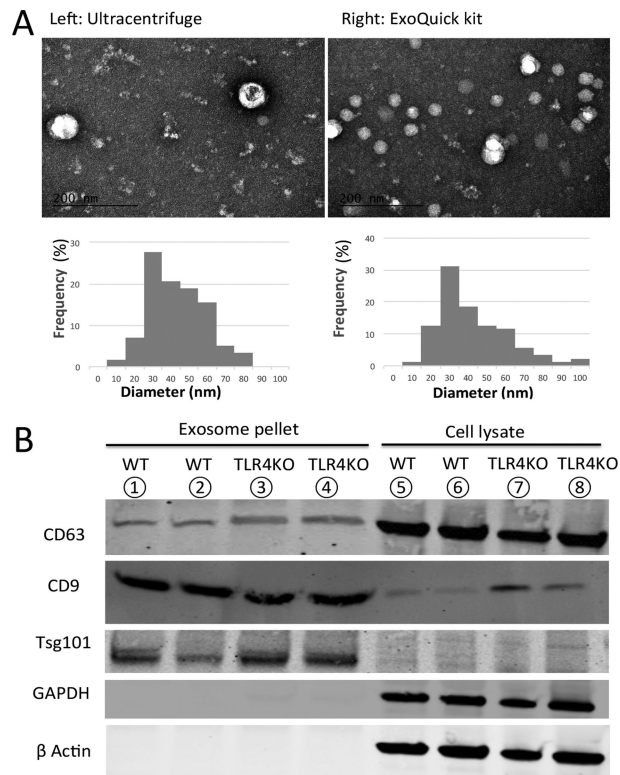 A
Left: Ultracentrifuge
Right: ExoQuick kit
200 nm
200 nm
Frequency (%)
30
20
10
0
0 10 20 30 40 50 60 70 80 90 100
Diameter (nm)
Frequency (%)
40
30
20
10
0
0 10 20 30 40 50 60 70 80 90 100
Diameter (nm)
B
Exosome pellet
Cell lysate
WT WT TLR4KO TLR4KO WT WT TLR4KO TLR4KO
① ② ③ ④ ⑤ ⑥ ⑦ ⑧
CD63
CD9
Tsg101
GAPDH
β Actin